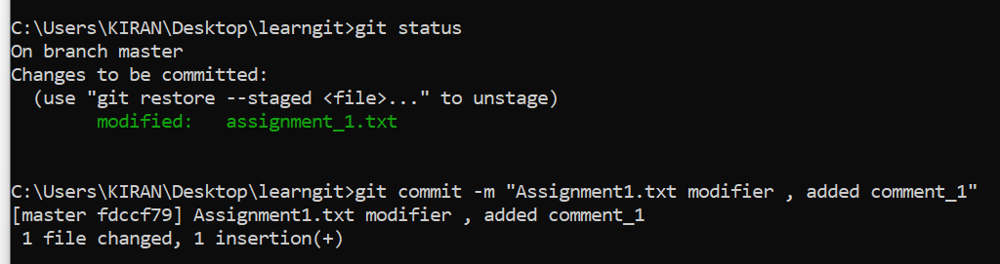 C:\Users\KIRAN\Desktop\learngit>git status
On branch master
Changes to be committed:
  (use "git restore --staged <file>..." to unstage)
        modified:   assignment_1.txt
C:\Users\KIRAN\Desktop\learngit>git commit -m "Assignment1.txt modifier , added comment_1"
[master fdccf79] Assignment1.txt modifier , added comment_1
 1 file changed, 1 insertion(+)